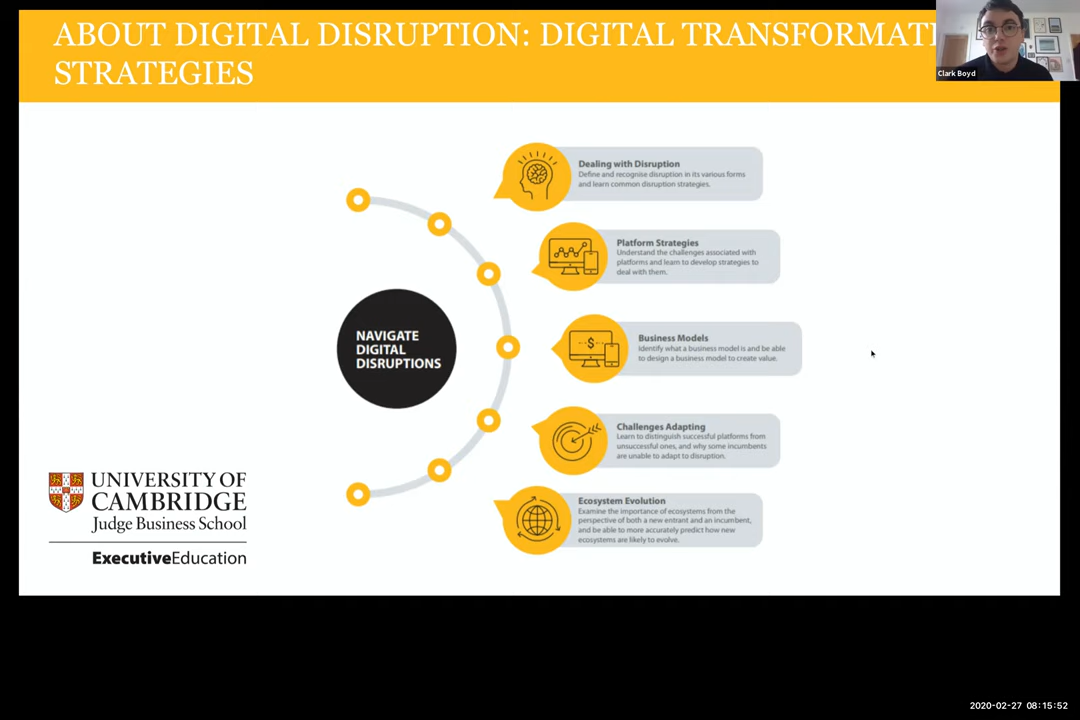 ABOUT DIGITAL DISRUPTION: DIGITAL TRANSFORMATI
STRATEGIES
Clark Boyd
Dealing with Disruption
Define and recognise disruption in its various forms
and learn common disruption strategies.
Platform Strategies
Understand the challenges associated with
platforms and learn to develop strategies to
deal with them.
NAVIGATE
DIGITAL
DISRUPTIONS
Business Models
Identify what a business model is and be able
to design a business model to create value.
Challenges Adapting
Learn to distinguish successful platforms from
unsuccessful ones, and why some incumbents
are unable to adapt to disruption.
Ecosystem Evolution
Examine the importance of ecosystems from the
perspective of both a new entrant and an incumbent,
and be able to more accurately predict how new
ecosystems are likely to evolve.
UNIVERSITY OF
CAMBRIDGE
Judge Business School
ExecutiveEducation
2020-02-27 08:15:52